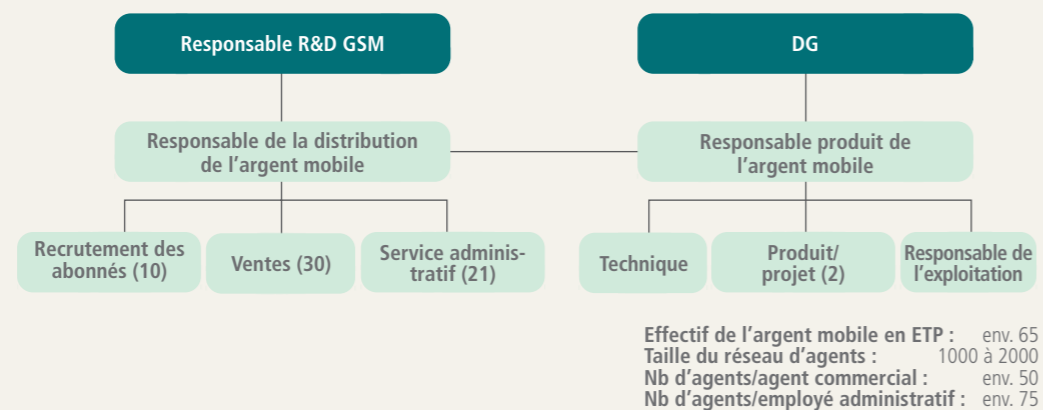 Responsable R&D GSM
DG
Responsable de la distribution
de l’argent mobile
Responsable produit de
l’argent mobile
Recrutement des
abonnés (10)
Ventes (30)
Service adminis-
tratif (21)
Technique
Produit/
projet (2)
Responsable de
l’exploitation
Effectif de l’argent mobile en ETP : env. 65
Taille du réseau d’agents : 1000 à 2000
Nb d’agents/agent commercial : env. 50
Nb d’agents/employé administratif : env. 75